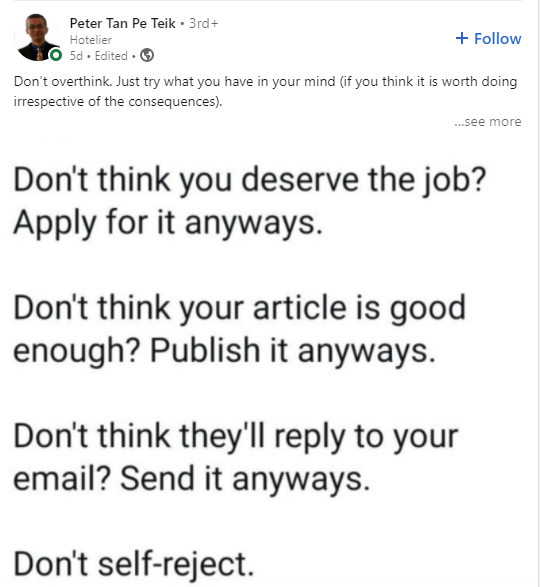 Peter Tan Pe Teik • 3rd+
Hotelier
5d • Edited •
+ Follow
Don’t overthink. Just try what you have in your mind (if you think it is worth doing
irrespective of the consequences).
...see more
Don't think you deserve the job?
Apply for it anyways.
Don't think your article is good
enough? Publish it anyways.
Don't think they'll reply to your
email? Send it anyways.
Don't self-reject.